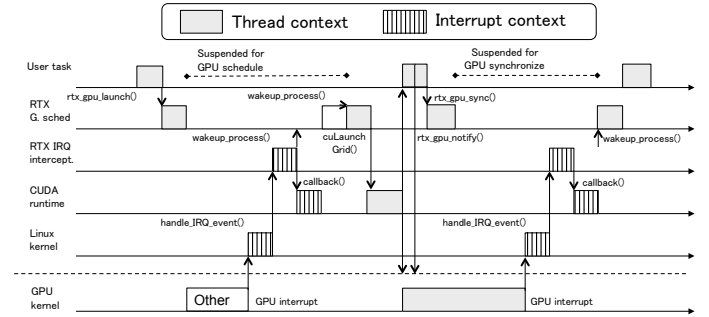 Thread context
Interrupt context
User task
Suspended for
GPU schedule
Suspended for
GPU synchronize
rtx_gpu_launch()
wakeup_process()
rtx_gpu_sync()
RTX
G. sched
wakeup_process()
cuLaunch
Grid()
rtx_gpu_notify()
wakeup_process()
RTX IRQ
intercept.
callback()
callback()
CUDA
runtime
handle_IRQ_event()
handle_IRQ_event()
Linux
kernel
GPU
kernel
Other
GPU interrupt
GPU interrupt